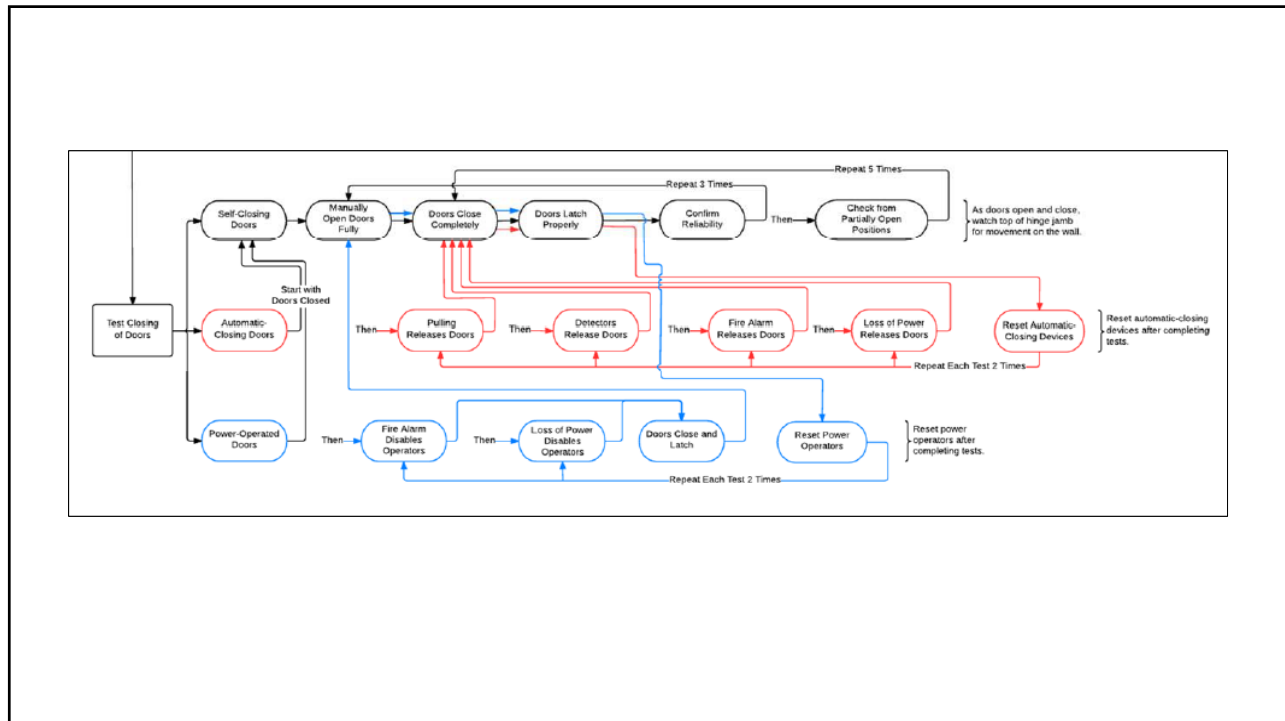 Repeat 5 Times
Repeat 3 Times
Self-Closing
Doors
Manually
Open Doors
Fully
Doors Close
Completely
Doors Latch
Properly
Confirm
Reliability
Then
Check from
Partially Open
Positions
As doors open and close,
watch top of hinge jamb
for movement on the wall.
Start with
Doors Closed
Test Closing
of Doors
Automatic-
Closing Doors
Then
Pulling
Releases Doors
Then
Detectors
Release Doors
Then
Fire Alarm
Releases Doors
Then
Loss of Power
Releases Doors
Reset Automatic-
Closing Devices
Reset automatic-closing
devices after completing
tests.
Repeat Each Test 2 Times
Power-Operated
Doors
Then
Fire Alarm
Disables
Operators
Then
Loss of Power
Disables
Operators
Doors Close and
Latch
Reset Power
Operators
Reset power
operators after
completing tests.
Repeat Each Test 2 Times